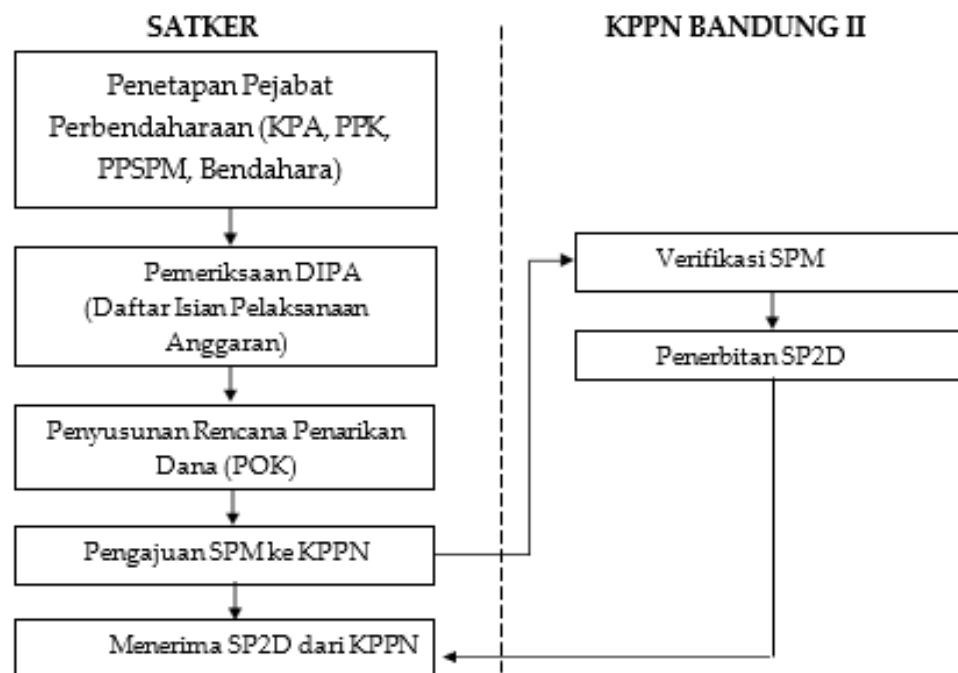 SATKER
Penetapan Pejabat
Perbendaharaan (KPA, PPK,
PPSPM, Bendahara)
Pemeriksaan DIPA
(Daftar Isian Pelaksanaan
Anggaran)
Penyusunan Rencana Penarikan
Dana (POK)
Pengajuan SPM ke KPPN
Menerima SP2D dari KPPN
KPPN BANDUNG II
Verifikasi SPM
Penerbitan SP2D